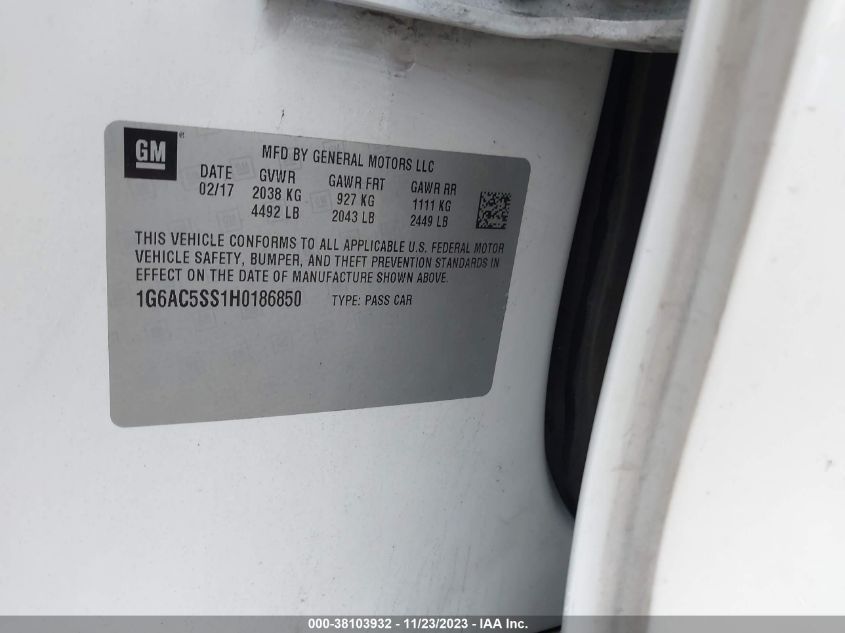 GM
MFD BY GENERAL MOTORS LLC
DATE GVWR GAWR FRT GAWR RR
02/17 2038 KG 927 KG 1111 KG
4492 LB 2043 LB 2449 LB
THIS VEHICLE CONFORMS TO ALL APPLICABLE U.S. FEDERAL MOTOR
VEHICLE SAFETY, BUMPER, AND THEFT PREVENTION STANDARDS IN
EFFECT ON THE DATE OF MANUFACTURE SHOWN ABOVE.
1G6AC5SS1H0186850 TYPE: PASS CAR
000-38103932 - 11/23/2023 - IAA Inc.